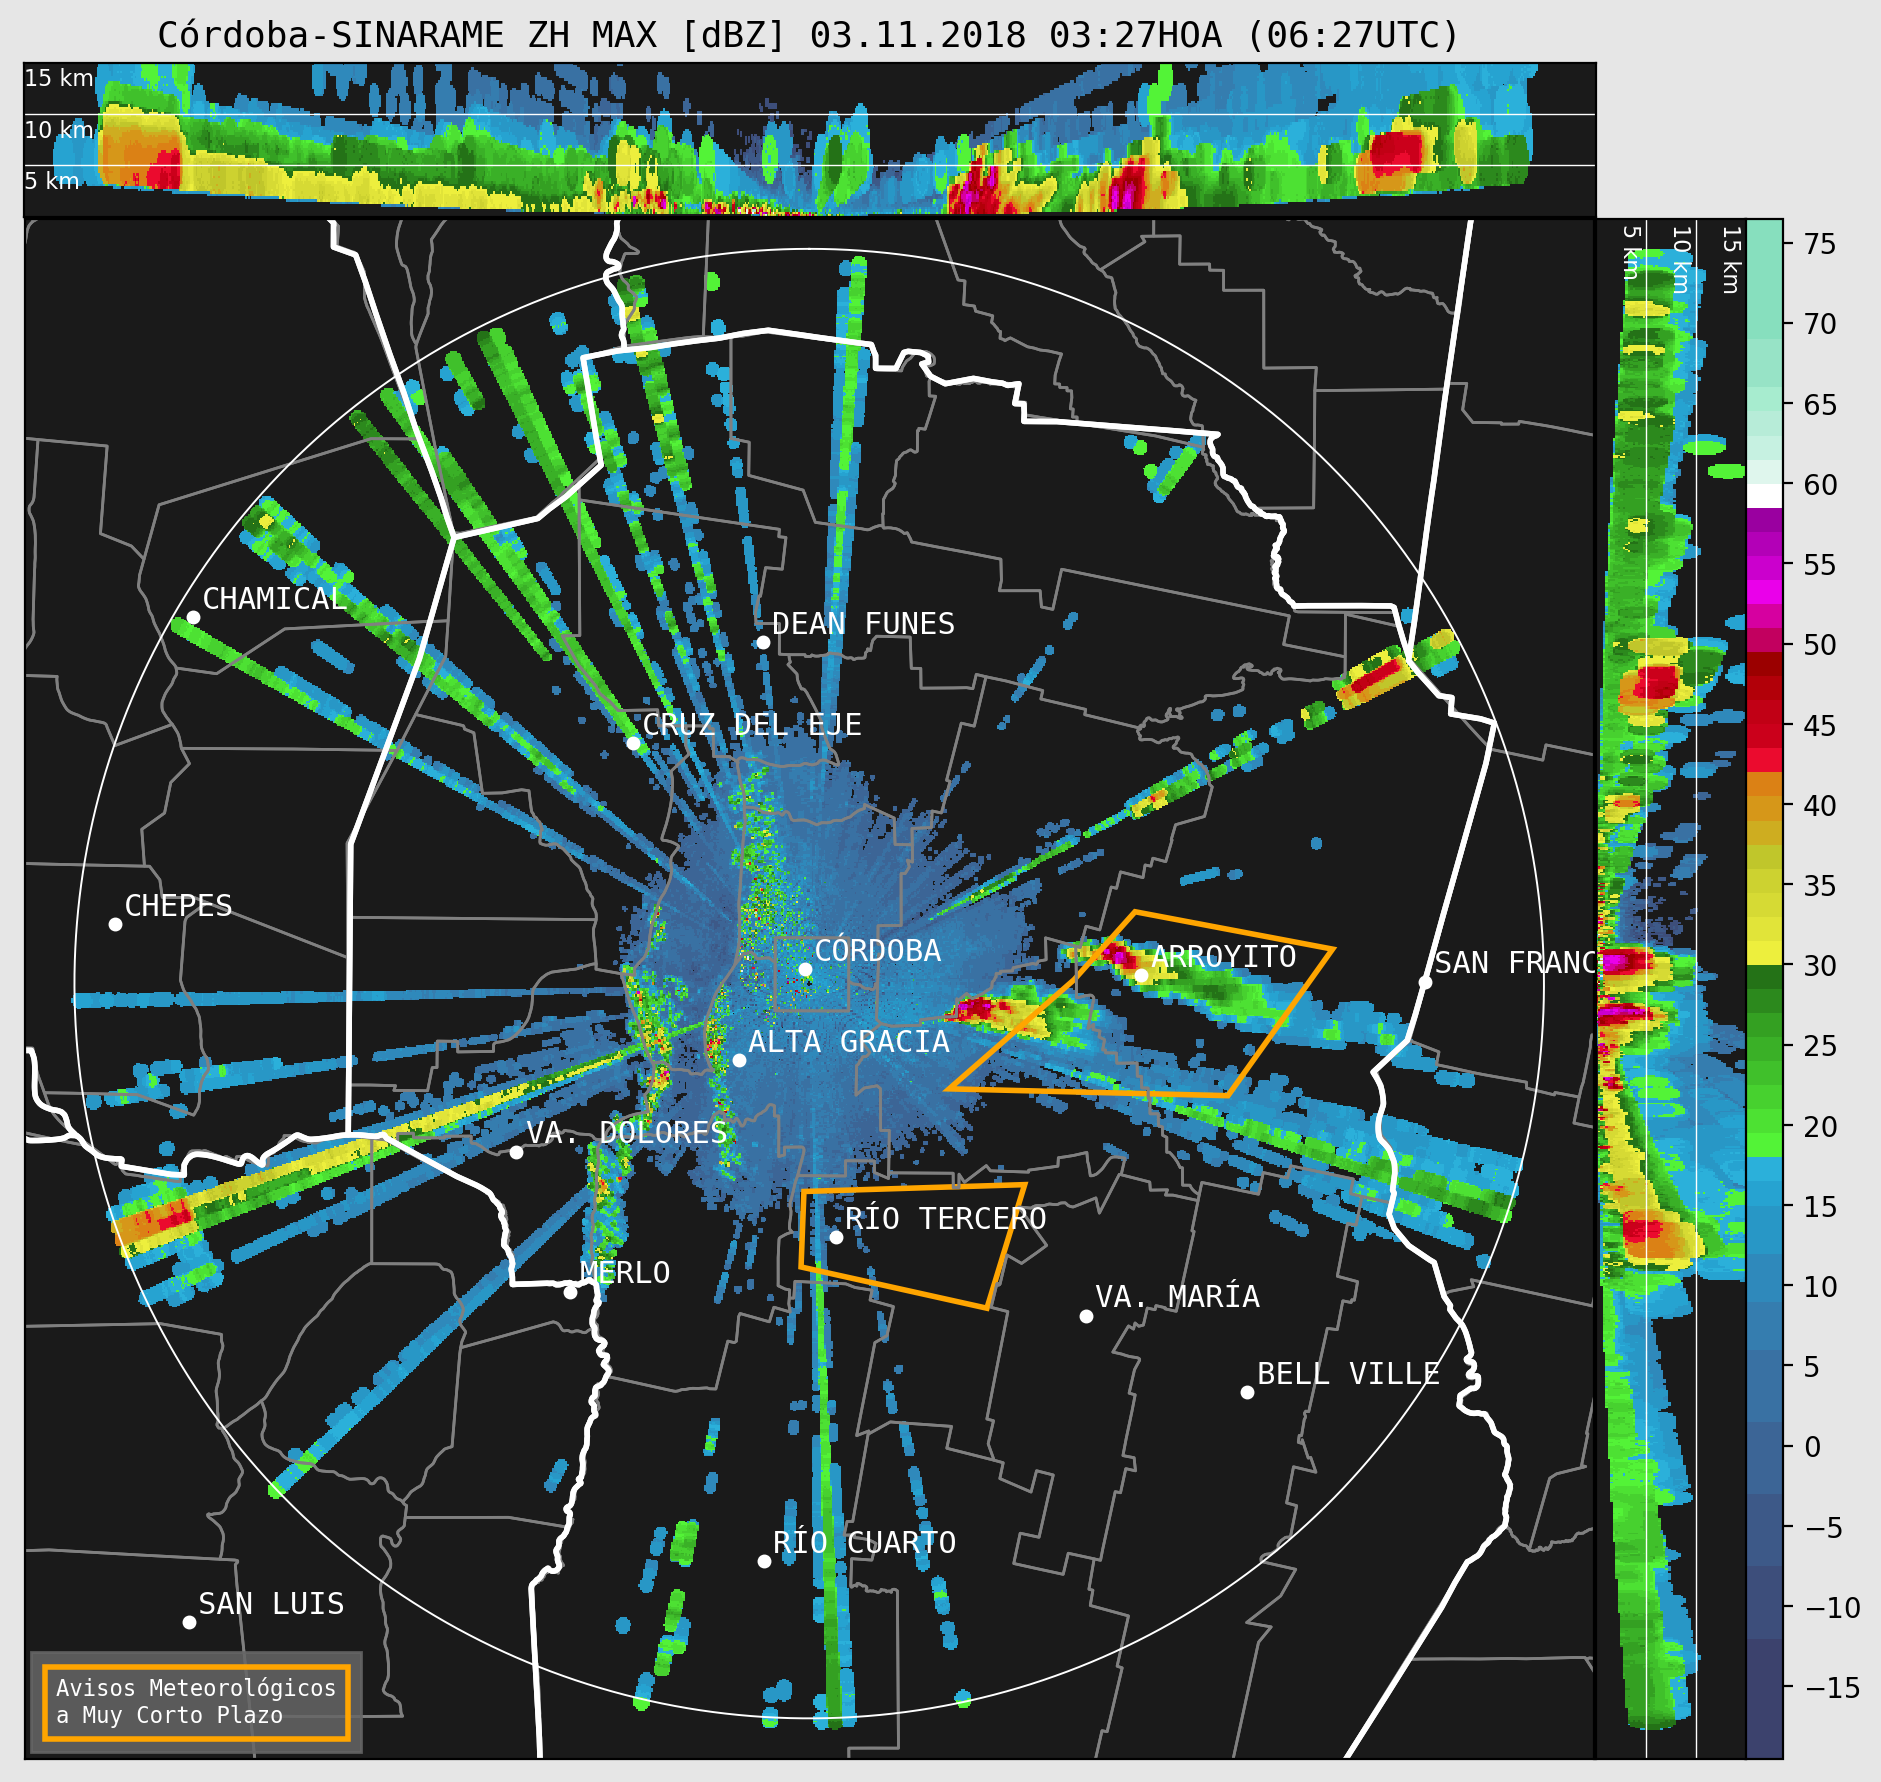 Córdoba-SINARAME ZH MAX [dBZ] 03.11.2018 03:27HOA (06:27UTC)
15 km
10 km
5 km
5 km
10 km
15 km
75
70
65
60
55
50
45
40
35
30
25
20
15
10
5
0
−5
−10
−15
CHAMICAL
DEAN FUNES
CRUZ DEL EJE
CHEPES
CÓRDOBA
ARROYITO
SAN FRANC
ALTA GRACIA
VA. DOLORES
RÍO TERCERO
MERLO
VA. MARÍA
BELL VILLE
RÍO CUARTO
SAN LUIS
Avisos Meteorológicos
a Muy Corto Plazo